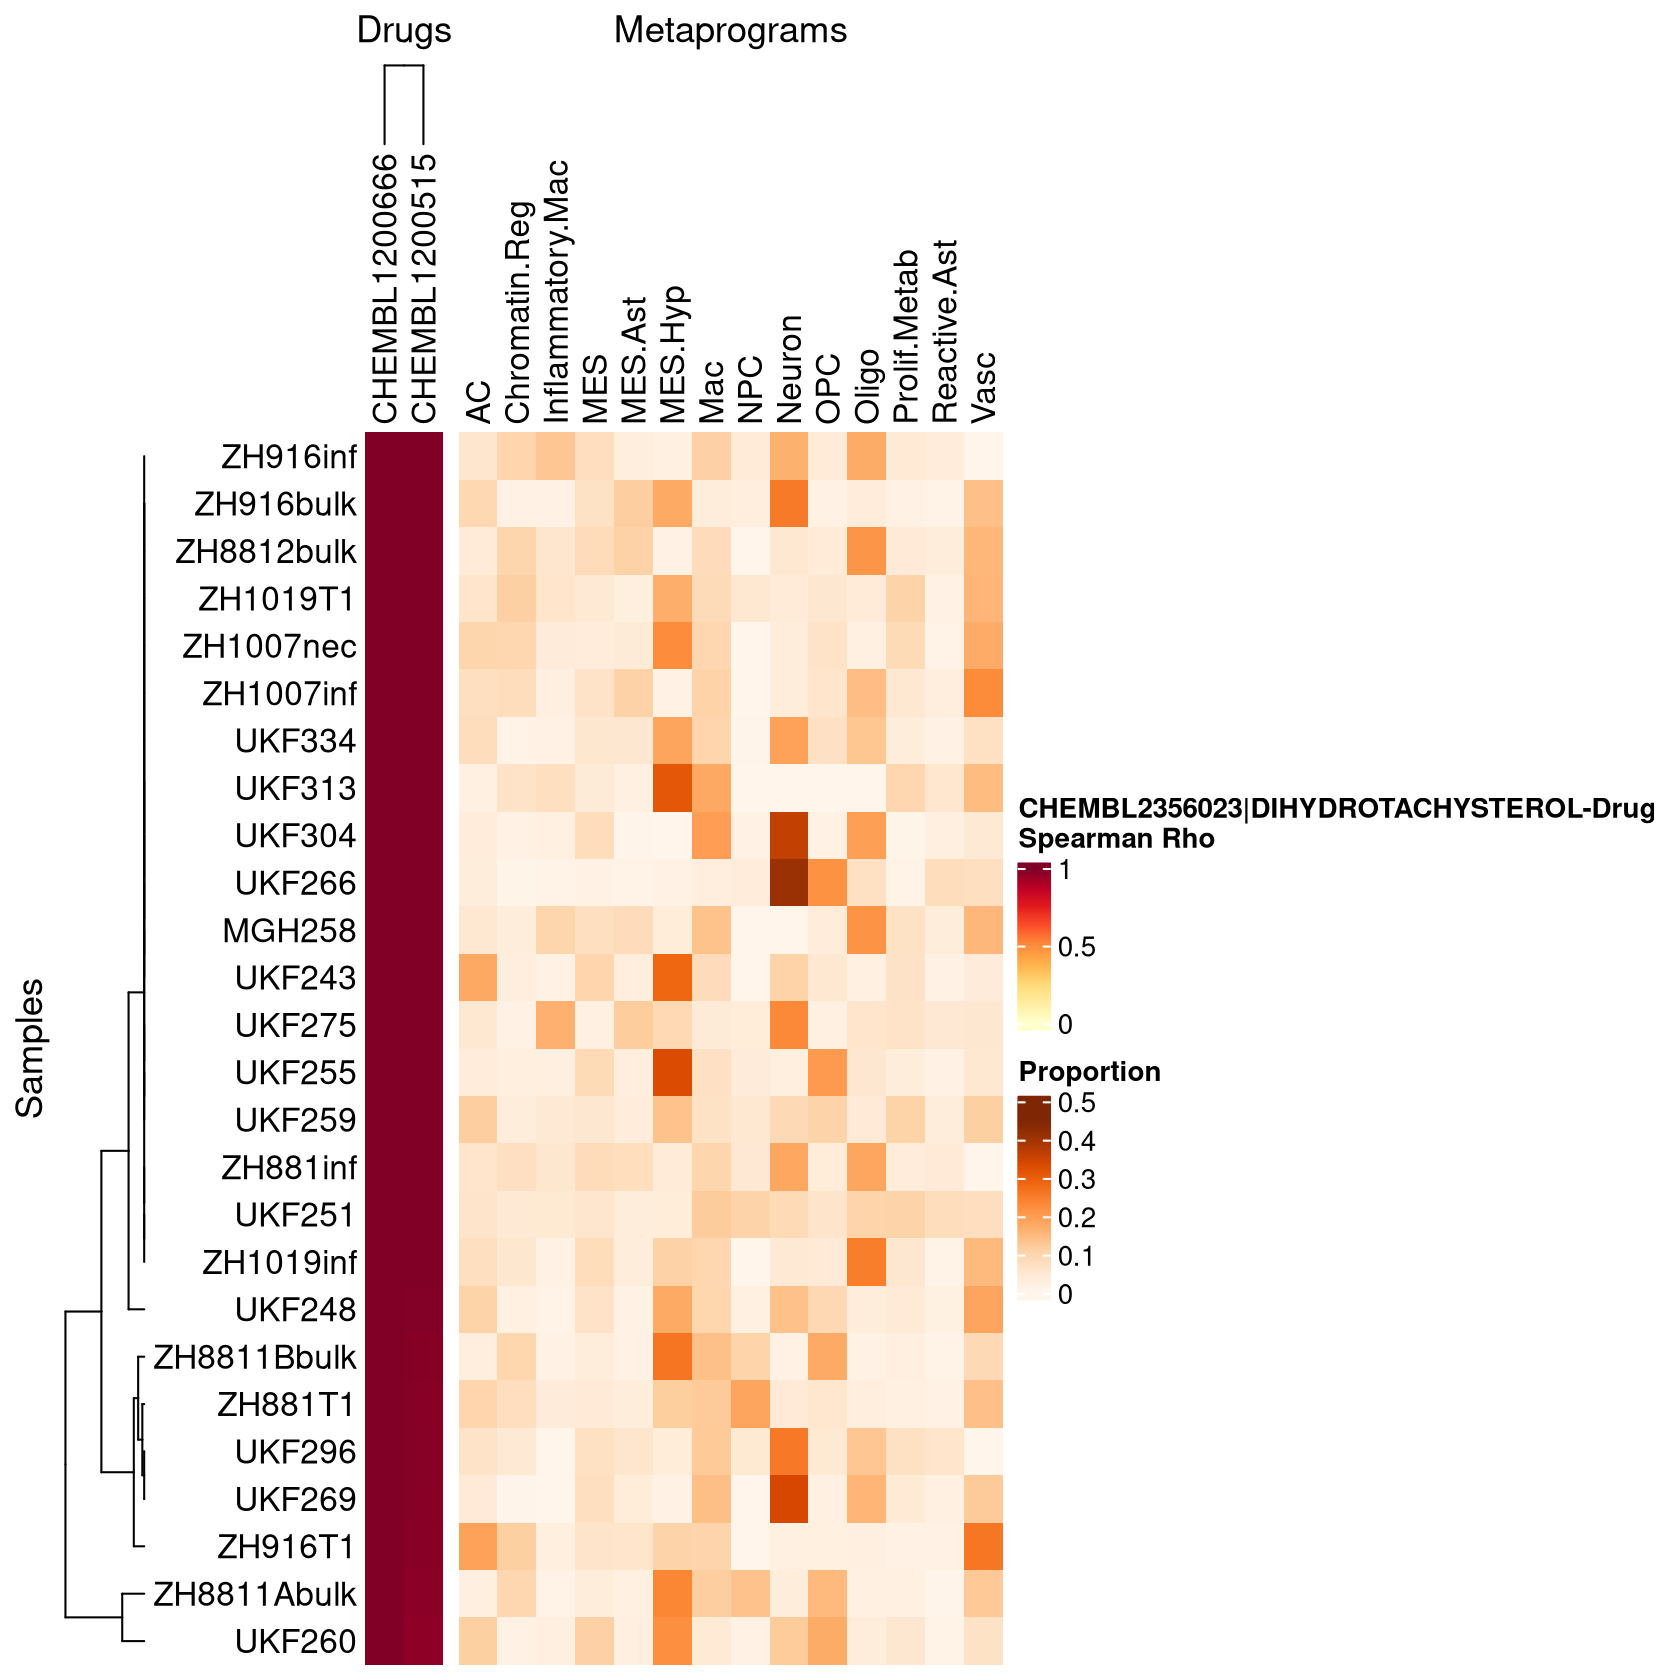 Drugs
Metaprograms
CHEMBL1200666
CHEMBL1200515
AC
Chromatin.Reg
Inflammatory.Mac
MES
MES.Ast
MES.Hyp
Mac
NPC
Neuron
OPC
Oligo
Prolif.Metab
Reactive.Ast
Vasc
Samples
ZH916inf
ZH916bulk
ZH8812bulk
ZH1019T1
ZH1007nec
ZH1007inf
UKF334
UKF313
UKF304
UKF266
MGH258
UKF243
UKF275
UKF255
UKF259
ZH881inf
UKF251
ZH1019inf
UKF248
ZH8811Bbulk
ZH881T1
UKF296
UKF269
ZH916T1
ZH8811Abulk
UKF260
CHEMBL2356023|DIHYDROTACHYSTEROL-Drug
Spearman Rho
1
0.5
0
Proportion
0.5
0.4
0.3
0.2
0.1
0